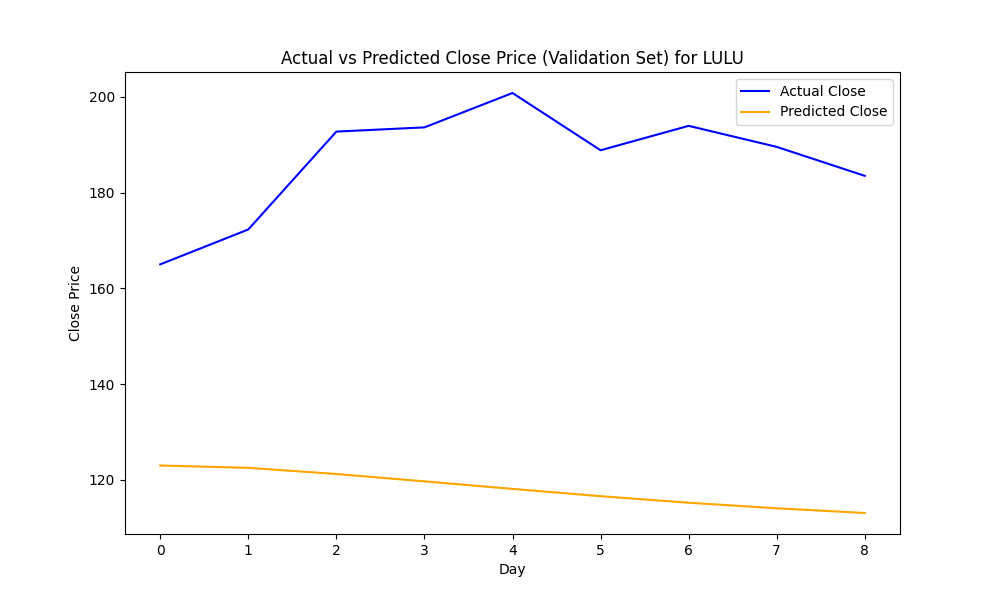 Actual vs Predicted Close Price (Validation Set) for LULU
Actual Close
Predicted Close
200
180
160
140
120
Close Price
0 1 2 3 4 5 6 7 8
Day